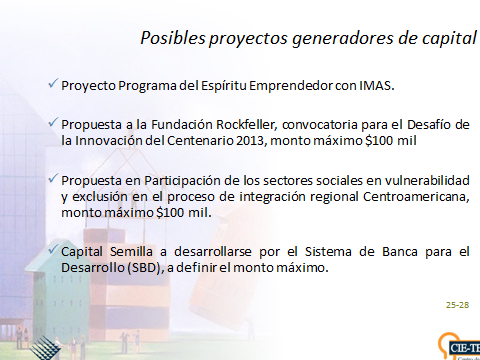 Posibles proyectos generadores de capital
Proyecto Programa del Espíritu Emprendedor con IMAS.
Propuesta a la Fundación Rockfeller, convocatoria para el Desafío de
la Innovación del Centenario 2013, monto máximo $100 mil
Propuesta en Participación de los sectores sociales en vulnerabilidad
y exclusión en el proceso de integración regional Centroamericana,
monto máximo $100 mil.
Capital Semilla a desarrollarse por el Sistema de Banca para el
Desarrollo (SBD), a definir el monto máximo.
25-28
CIE-TE